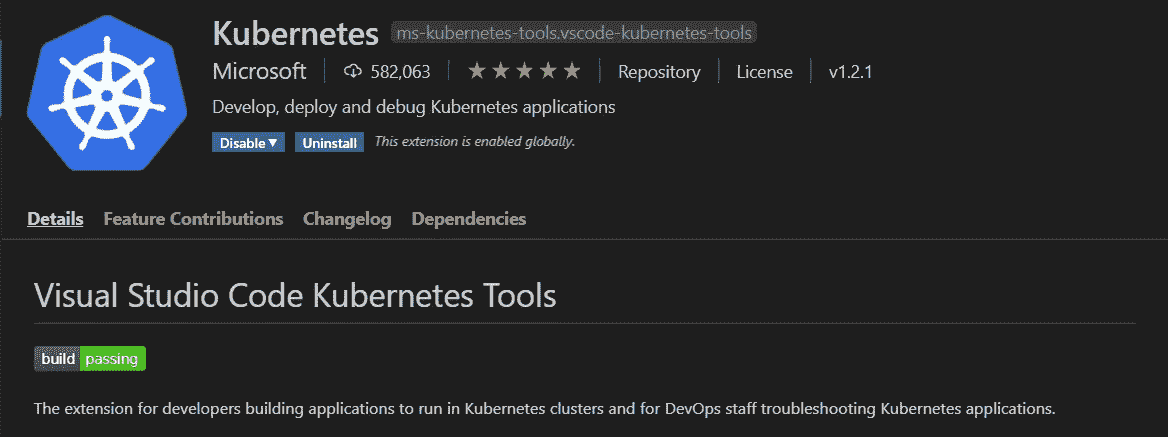 Kubernetes ms-kubernetes-tools.vscode-kubernetes-tools
Microsoft 582,063 Repository License v1.2.1
Develop, deploy and debug Kubernetes applications
Disable Uninstall This extension is enabled globally.
Details Feature Contributions Changelog Dependencies
Visual Studio Code Kubernetes Tools
build passing
The extension for developers building applications to run in Kubernetes clusters and for DevOps staff troubleshooting Kubernetes applications.